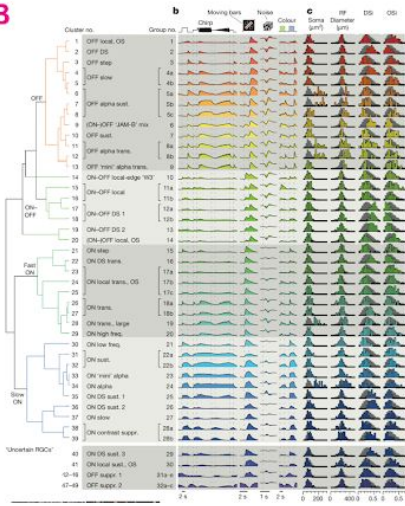 B
b
Moving bars
Noise
c
RF
Cluster no.
Group no.
Chirp
Colour
Soma (µm²)
Diameter (µm)
DSi
OSi
OFF
ON–OFF
Fast ON
Slow ON
1 OFF local, OS 1
2 OFF DS 2
3 OFF step 3
4 OFF slow 4a
5 4b
6 5a
7 OFF alpha sust. 5b
8 5c
9 (ON-)OFF 'JAM-B' mix 6
10 OFF sust. 7
11 OFF alpha trans. 8a
12 8b
13 OFF 'mini' alpha trans. 9
14 ON–OFF local-edge 'W3' 10
15 ON–OFF local 11a
16 11b
17 ON–OFF DS 1 12a
18 12b
19 ON–OFF DS 2 13
20 (ON-)OFF local, OS 14
21 ON step 15
22 ON DS trans. 16
23 17a
24 ON local trans., OS 17b
25 17c
26 ON trans. 18a
27 18b
28 ON trans., large 19
29 ON high freq. 20
30 ON low freq. 21
31 ON sust. 22a
32 22b
33 ON 'mini' alpha 23
34 ON alpha 24
35 ON DS sust. 1 25
36 ON DS sust. 2 26
37 ON slow 27
38 ON contrast suppr. 28a
39 28b
"Uncertain RGCs"
40 ON DS sust. 3 29
41 ON local sust., OS 30
42–46 OFF suppr. 1 31a-e
47–49 OFF suppr. 2 32a-c
2 s
2 s
1 s
2 s
0 200
0 400
0 0.5
0 0.5